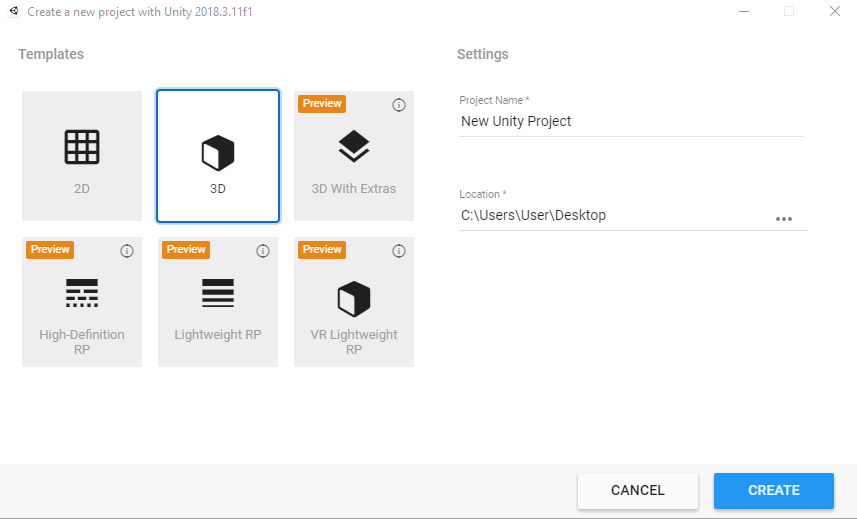 Create a new project with Unity 2018.3.11f1
Templates
2D
3D
Preview
3D With Extras
Preview
High-Definition
RP
Preview
Lightweight RP
Preview
VR Lightweight
RP
Settings
Project Name *
New Unity Project
Location *
C:\Users\User\Desktop
CANCEL
CREATE